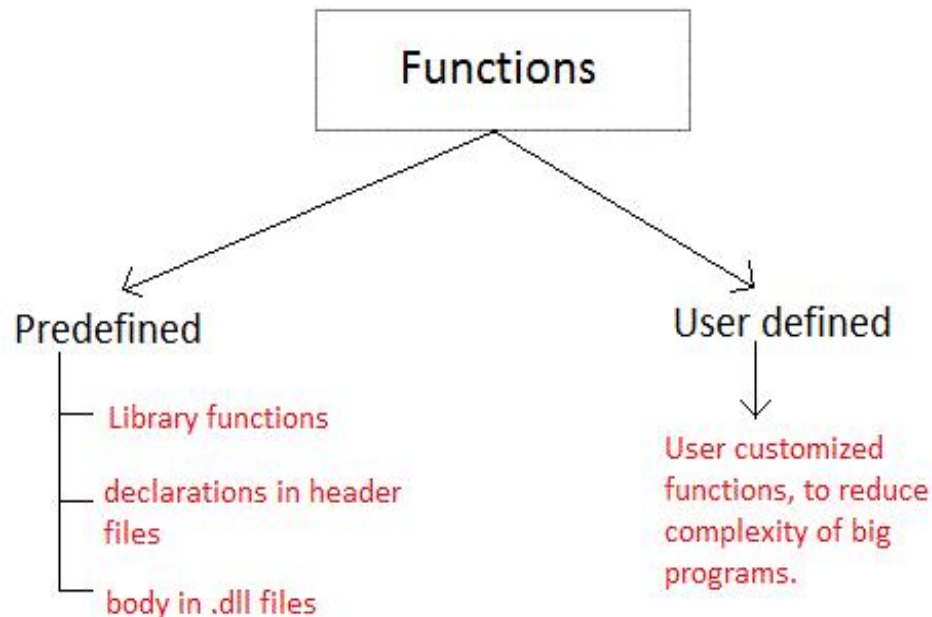 Functions
Predefined
Library functions
declarations in header
files
body in .dll files
User defined
User customized
functions, to reduce
complexity of big
programs.